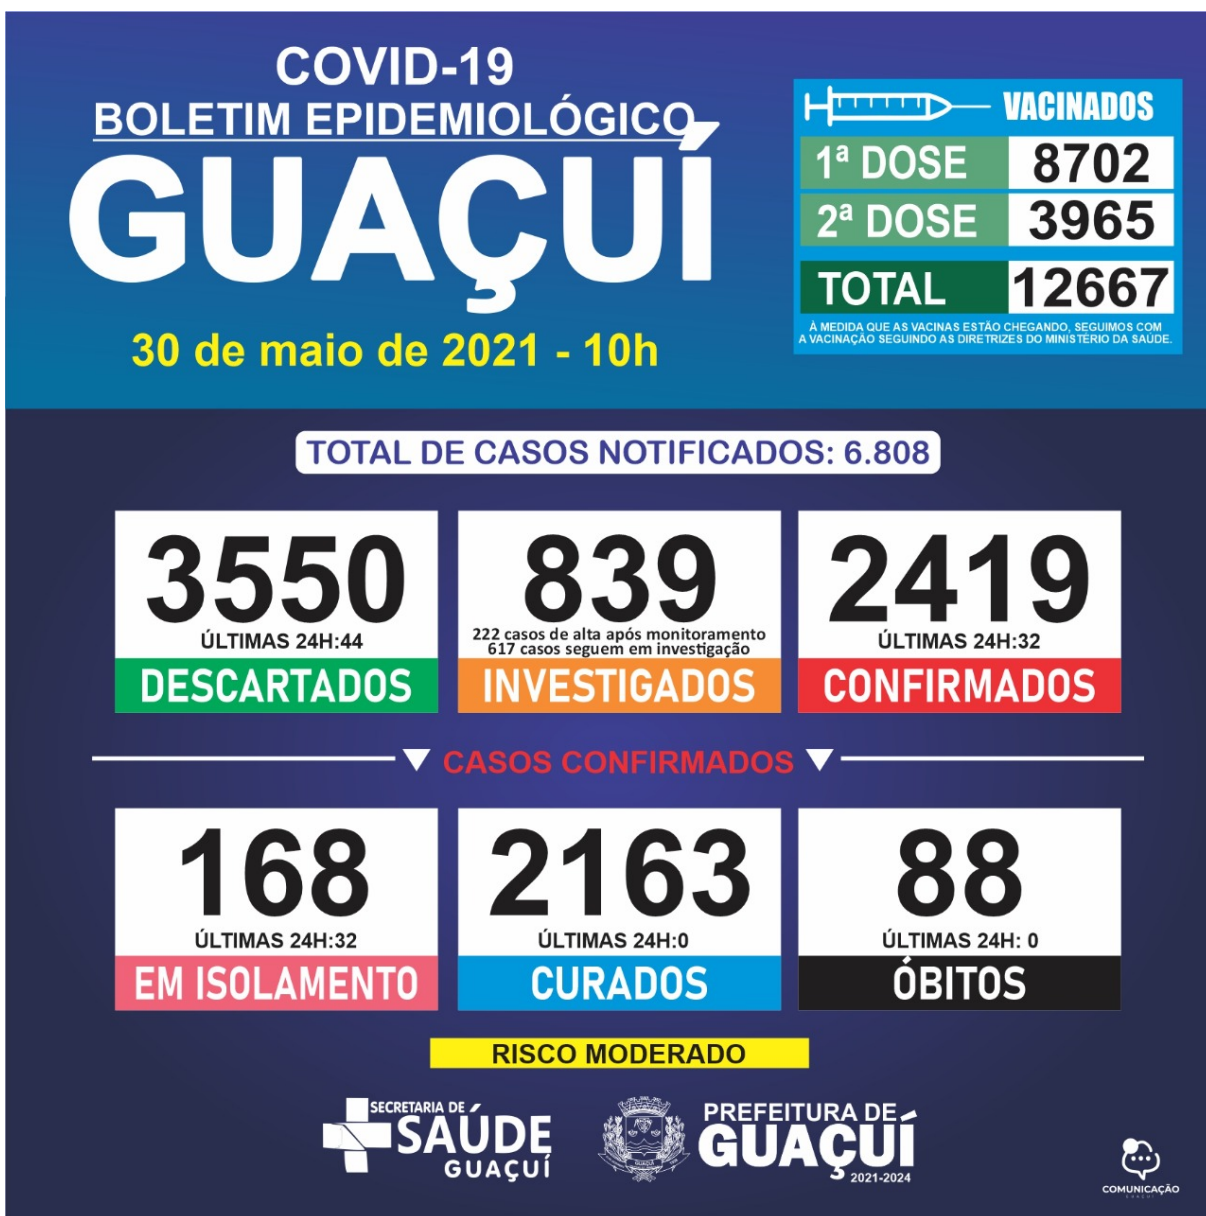 COVID-19
BOLETIM EPIDEMIOLÓGICO
GUAÇUÍ
30 de maio de 2021 - 10h
VACINADOS
1ª DOSE 8702
2ª DOSE 3965
TOTAL 12667
À MEDIDA QUE AS VACINAS ESTÃO CHEGANDO, SEGUIMOS COM
A VACINAÇÃO SEGUINDO AS DIRETRIZES DO MINISTÉRIO DA SAÚDE.
TOTAL DE CASOS NOTIFICADOS: 6.808
3550
ÚLTIMAS 24H:44
DESCARTADOS
839
222 casos de alta após monitoramento
617 casos seguem em investigação
INVESTIGADOS
2419
ÚLTIMAS 24H:32
CONFIRMADOS
CASOS CONFIRMADOS
168
ÚLTIMAS 24H:32
EM ISOLAMENTO
2163
ÚLTIMAS 24H:0
CURADOS
88
ÚLTIMAS 24H: 0
ÓBITOS
RISCO MODERADO
SECRETARIA DE
SAÚDE
GUAÇUÍ
PREFEITURA DE
GUAÇUÍ
2021-2024
COMUNICAÇÃO